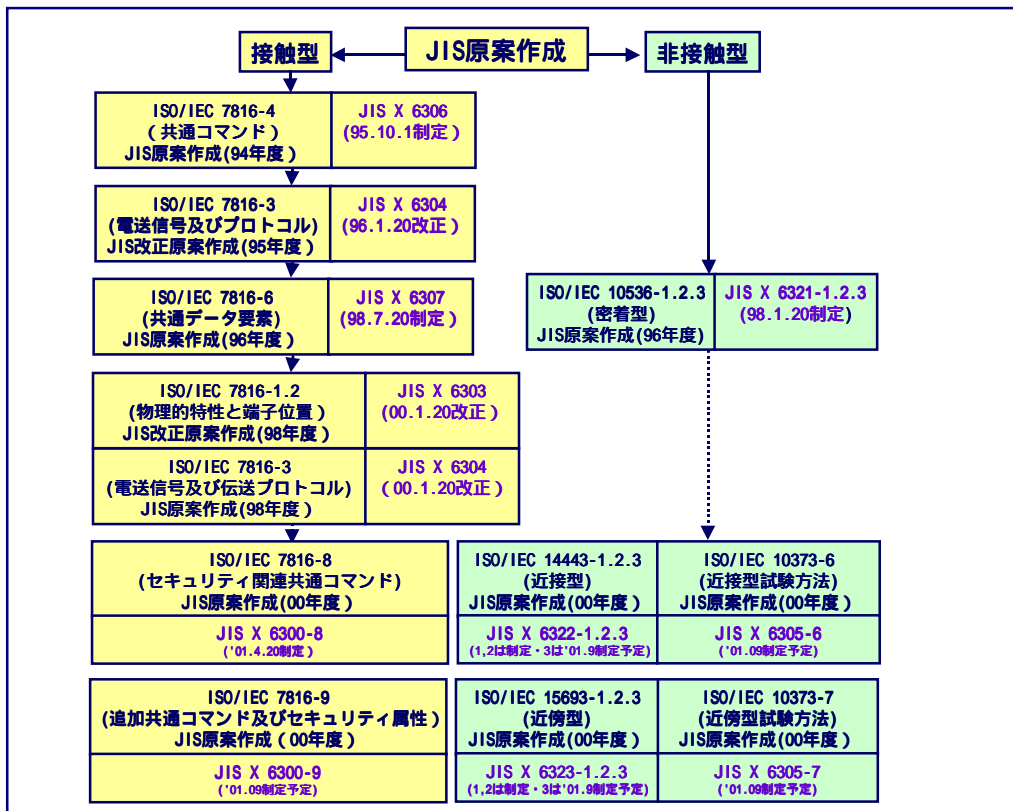 JIS原案作成
接触型
非接触型
ISO/IEC 7816-4
(共通コマンド)
JIS原案作成(94年度)
JIS X 6306
(95.10.1制定)
ISO/IEC 7816-3
(電送信号及びプロトコル)
JIS改正原案作成(95年度)
JIS X 6304
(96.1.20改正)
ISO/IEC 7816-6
(共通データ要素)
JIS原案作成(96年度)
JIS X 6307
(98.7.20制定)
ISO/IEC 10536-1.2.3
(密着型)
JIS原案作成(96年度)
JIS X 6321-1.2.3
(98.1.20制定)
ISO/IEC 7816-1.2
(物理的特性と端子位置)
JIS改正原案作成(98年度)
JIS X 6303
(00.1.20改正)
ISO/IEC 7816-3
(電送信号及び伝送プロトコル)
JIS原案作成(98年度)
JIS X 6304
(00.1.20改正)
ISO/IEC 7816-8
(セキュリティ関連共通コマンド)
JIS原案作成(00年度)
JIS X 6300-8
('01.4.20制定)
ISO/IEC 14443-1.2.3
(近接型)
JIS原案作成(00年度)
JIS X 6322-1.2.3
(1,2は制定・3は'01.9制定予定)
ISO/IEC 10373-6
(近接型試験方法)
JIS原案作成(00年度)
JIS X 6305-6
('01.09制定予定)
ISO/IEC 7816-9
(追加共通コマンド及びセキュリティ属性)
JIS原案作成(00年度)
JIS X 6300-9
('01.09制定予定)
ISO/IEC 15693-1.2.3
(近傍型)
JIS原案作成(00年度)
JIS X 6323-1.2.3
(1,2は制定・3は'01.9制定予定)
ISO/IEC 10373-7
(近傍型試験方法)
JIS原案作成(00年度)
JIS X 6305-7
('01.09制定予定)